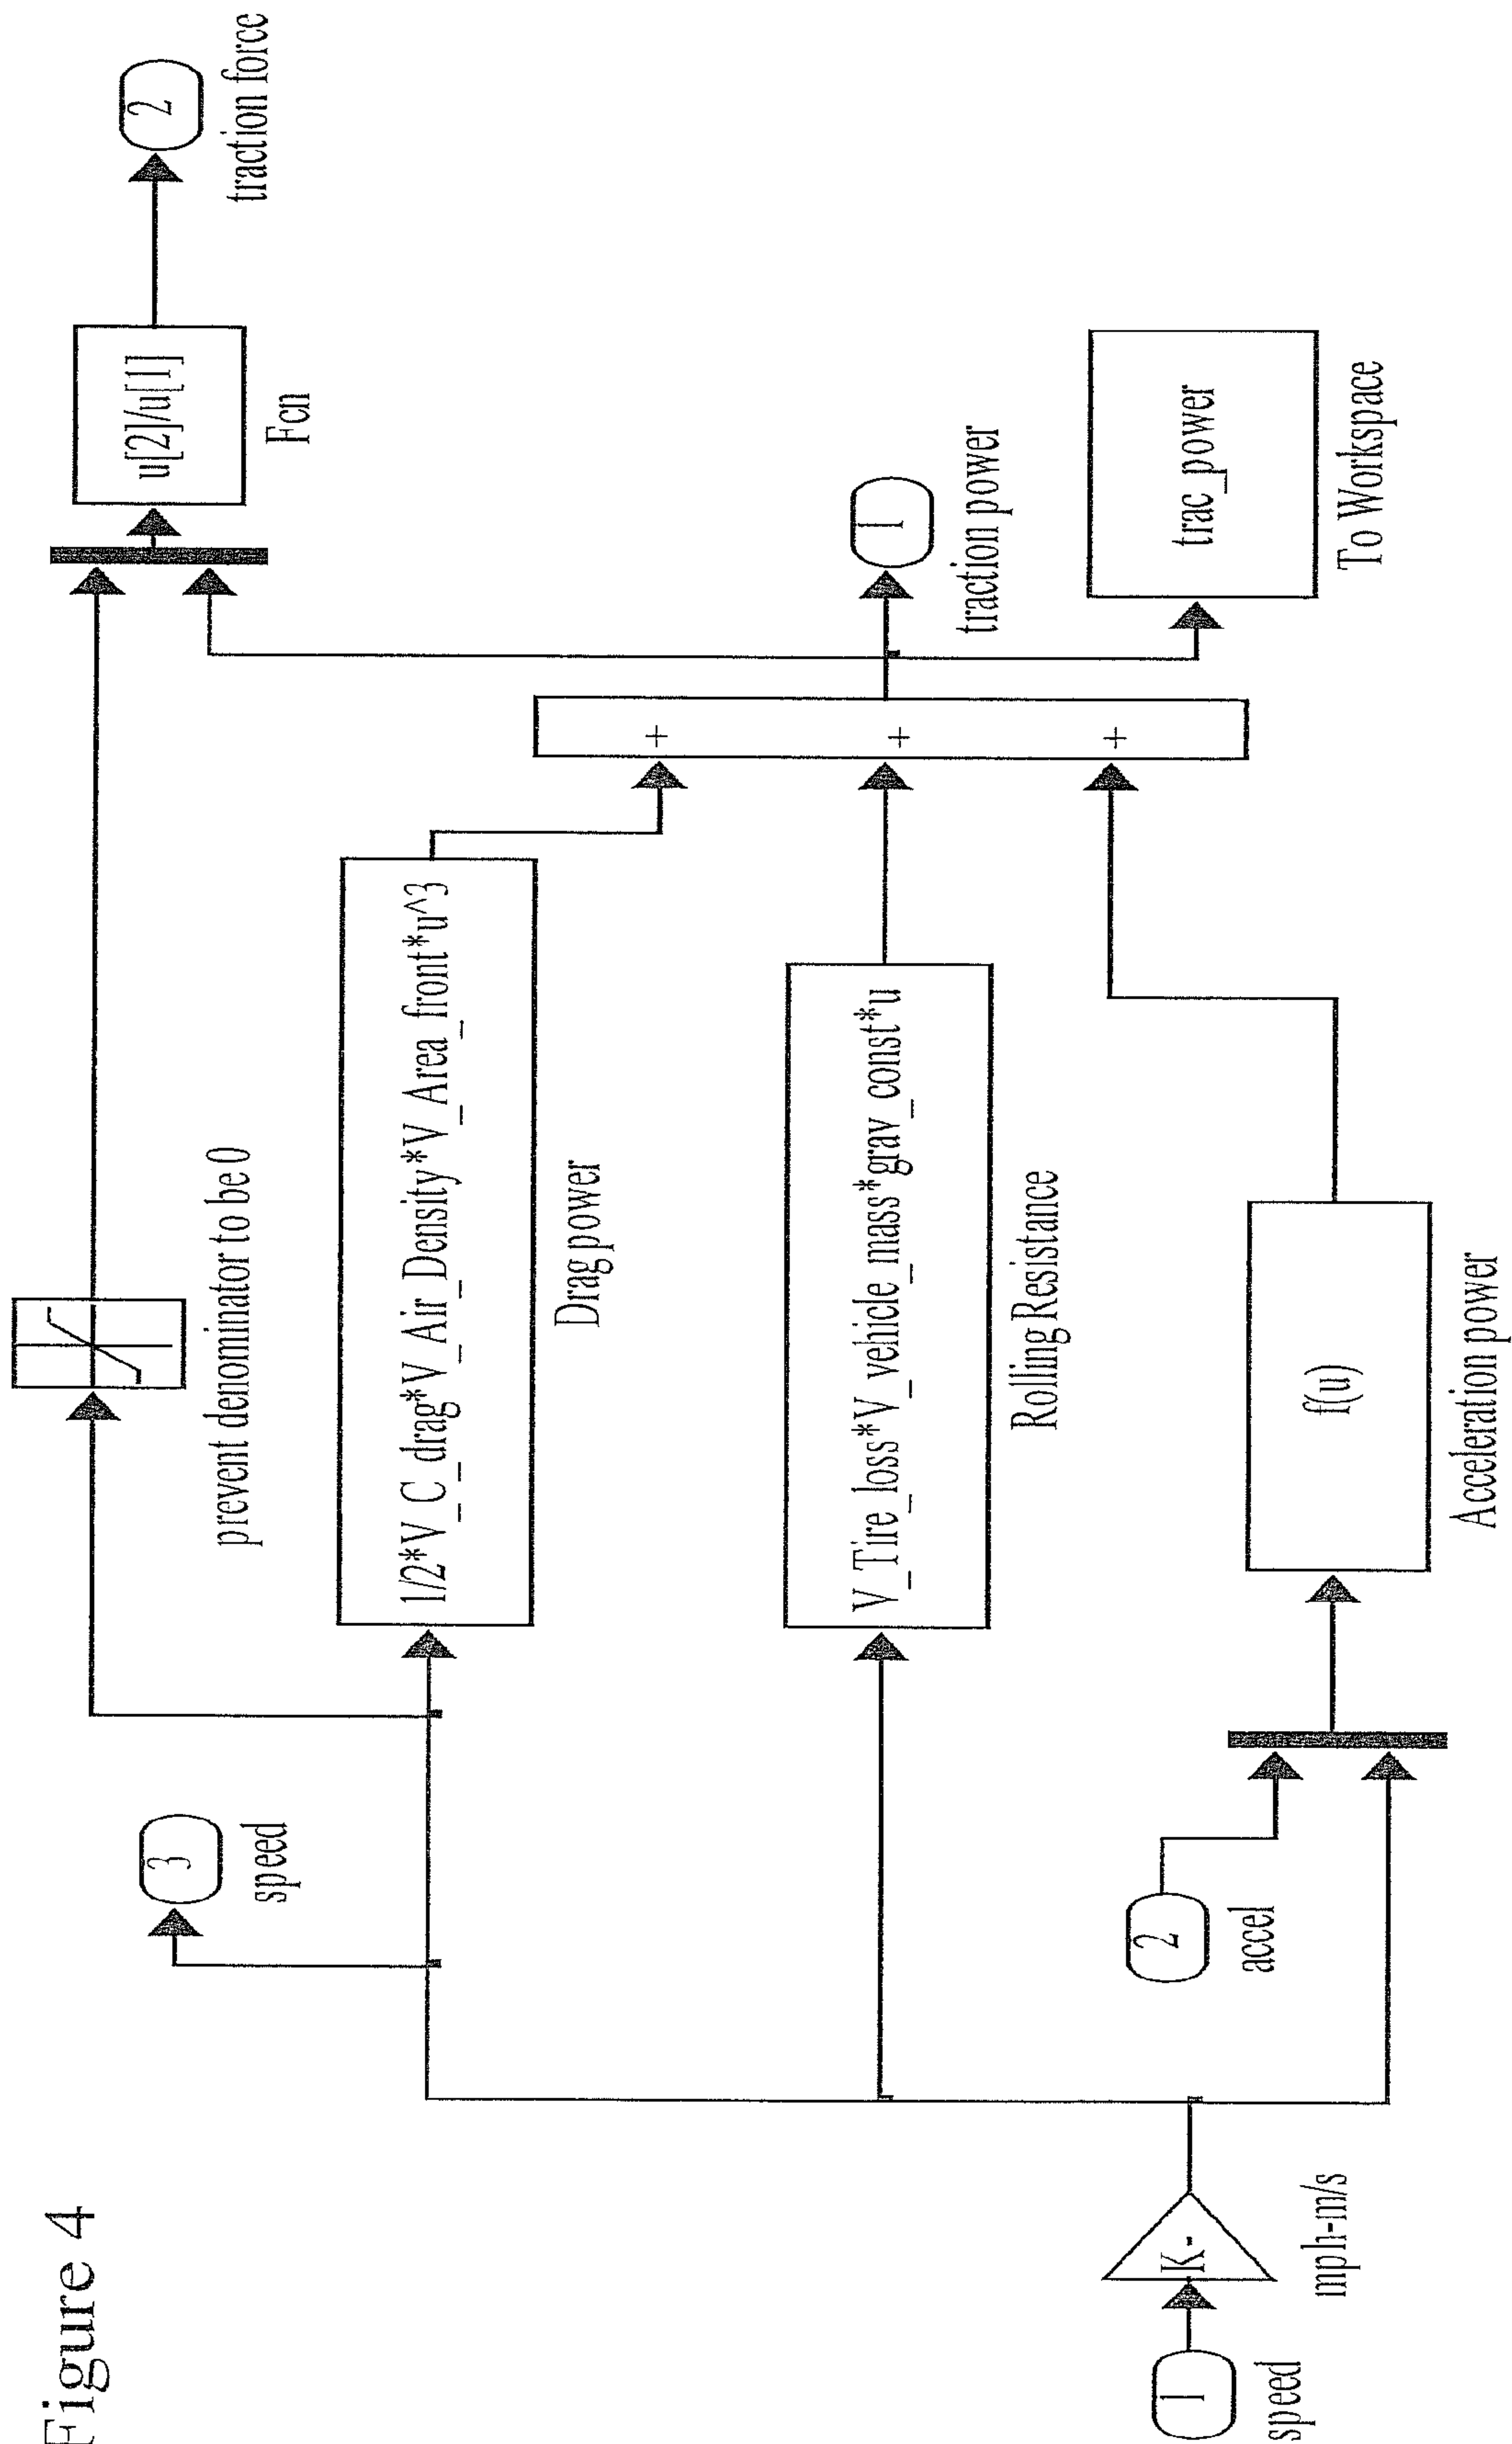 Figure 4
2
traction force
u[2]/u[1]
Fcn
prevent denominator to be 0
3
speed
1/2*V_C_drag*V_Air_Density*V_Area_front*u^3
Drag power
+
+
+
1
traction power
V_Tire_loss*V_vehicle_mass*grav_const*u
Rolling Resistance
trac_power
To Workspace
2
accel
f(u)
Acceleration power
1
speed
K-
mph-m/s